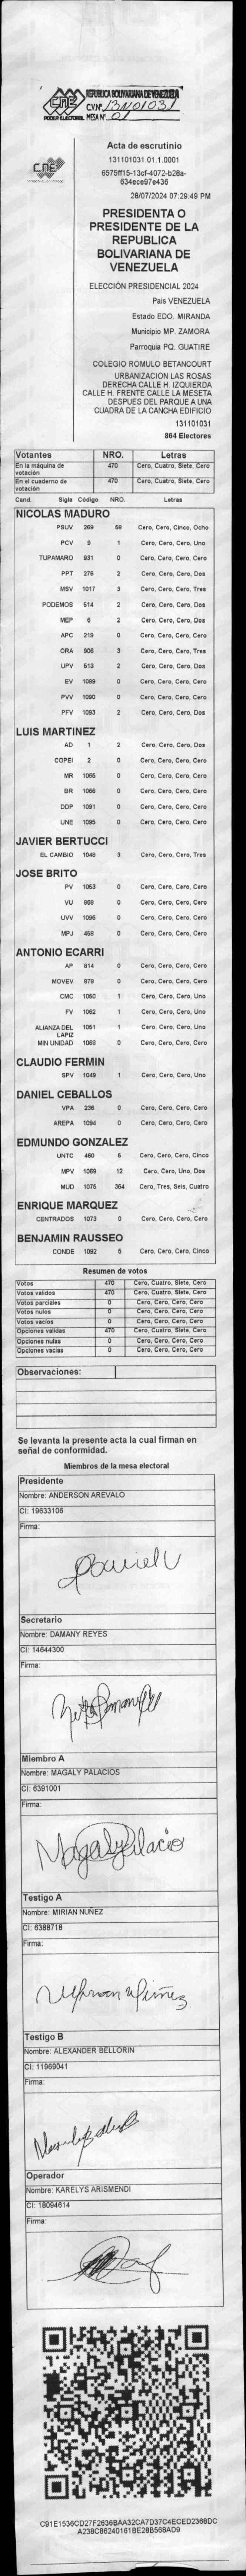 CNE
PODER ELECTORAL
REPUBLICA BOLIVARIANA DE VENEZUELA
C.V.Nº 13N01031
MESA Nº 01
CNE
Acta de escrutinio
131101031.01.1.0001
6575ff15-13cf-4072-b28a-
634ece97e436
28/07/2024 07:29:49 PM
PRESIDENTA O
PRESIDENTE DE LA
REPUBLICA
BOLIVARIANA DE
VENEZUELA
ELECCIÓN PRESIDENCIAL 2024
País VENEZUELA
Estado EDO. MIRANDA
Municipio MP. ZAMORA
Parroquia PQ. GUATIRE
COLEGIO ROMULO BETANCOURT
URBANIZACION LAS ROSAS
DERECHA CALLE H. IZQUIERDA
CALLE H. FRENTE CALLE LA MESETA
DESPUES DEL PARQUE A UNA
CUADRA DE LA CANCHA EDIFICIO
131101031
864 Electores
Votantes NRO. Letras
En la máquina de votación 470 Cero, Cuatro, Siete, Cero
En el cuaderno de votación 470 Cero, Cuatro, Siete, Cero
Cand. Sigla Código NRO. Letras
NICOLAS MADURO
PSUV 269 58 Cero, Cero, Cinco, Ocho
PCV 9 1 Cero, Cero, Cero, Uno
TUPAMARO 931 0 Cero, Cero, Cero, Cero
PPT 276 2 Cero, Cero, Cero, Dos
MSV 1017 3 Cero, Cero, Cero, Tres
PODEMOS 514 2 Cero, Cero, Cero, Dos
MEP 6 2 Cero, Cero, Cero, Dos
APC 219 0 Cero, Cero, Cero, Cero
ORA 906 3 Cero, Cero, Cero, Tres
UPV 513 2 Cero, Cero, Cero, Dos
EV 1089 0 Cero, Cero, Cero, Cero
PVV 1090 0 Cero, Cero, Cero, Cero
PFV 1093 2 Cero, Cero, Cero, Dos
LUIS MARTINEZ
AD 1 2 Cero, Cero, Cero, Dos
COPEI 2 0 Cero, Cero, Cero, Cero
MR 1065 0 Cero, Cero, Cero, Cero
BR 1066 0 Cero, Cero, Cero, Cero
DDP 1091 0 Cero, Cero, Cero, Cero
UNE 1095 0 Cero, Cero, Cero, Cero
JAVIER BERTUCCI
EL CAMBIO 1048 3 Cero, Cero, Cero, Tres
JOSE BRITO
PV 1053 0 Cero, Cero, Cero, Cero
VU 868 0 Cero, Cero, Cero, Cero
UVV 1096 0 Cero, Cero, Cero, Cero
MPJ 458 0 Cero, Cero, Cero, Cero
ANTONIO ECARRI
AP 814 0 Cero, Cero, Cero, Cero
MOVEV 878 0 Cero, Cero, Cero, Cero
CMC 1050 1 Cero, Cero, Cero, Uno
FV 1062 1 Cero, Cero, Cero, Uno
ALIANZA DEL LAPIZ 1051 1 Cero, Cero, Cero, Uno
MIN UNIDAD 1068 0 Cero, Cero, Cero, Cero
CLAUDIO FERMIN
SPV 1049 1 Cero, Cero, Cero, Uno
DANIEL CEBALLOS
VPA 236 0 Cero, Cero, Cero, Cero
AREPA 1094 0 Cero, Cero, Cero, Cero
EDMUNDO GONZALEZ
UNTC 460 5 Cero, Cero, Cero, Cinco
MPV 1069 12 Cero, Cero, Uno, Dos
MUD 1075 364 Cero, Tres, Seis, Cuatro
ENRIQUE MARQUEZ
CENTRADOS 1073 0 Cero, Cero, Cero, Cero
BENJAMIN RAUSSEO
CONDE 1092 5 Cero, Cero, Cero, Cinco
Resumen de votos
Votos 470 Cero, Cuatro, Siete, Cero
Votos validos 470 Cero, Cuatro, Siete, Cero
Votos parciales 0 Cero, Cero, Cero, Cero
Votos nulos 0 Cero, Cero, Cero, Cero
Votos vacios 0 Cero, Cero, Cero, Cero
Opciones validas 470 Cero, Cuatro, Siete, Cero
Opciones nulas 0 Cero, Cero, Cero, Cero
Opciones vacias 0 Cero, Cero, Cero, Cero
Observaciones:
Se levanta la presente acta la cual firman en
señal de conformidad.
Miembros de la mesa electoral
Presidente
Nombre: ANDERSON AREVALO
CI: 19633106
Firma:
Secretario
Nombre: DAMANY REYES
CI: 14644300
Firma:
Miembro A
Nombre: MAGALY PALACIOS
CI: 6391001
Firma:
Magaly Palacio
Testigo A
Nombre: MIRIAN NUÑEZ
CI: 6388718
Firma:
Testigo B
Nombre: ALEXANDER BELLORIN
CI: 11969041
Firma:
Operador
Nombre: KARELYS ARISMENDI
CI: 18094614
Firma:
C91E1536CD27F2636BAA32CA7D37C4ECED2368DC
A238C86240161BE28B568AD9